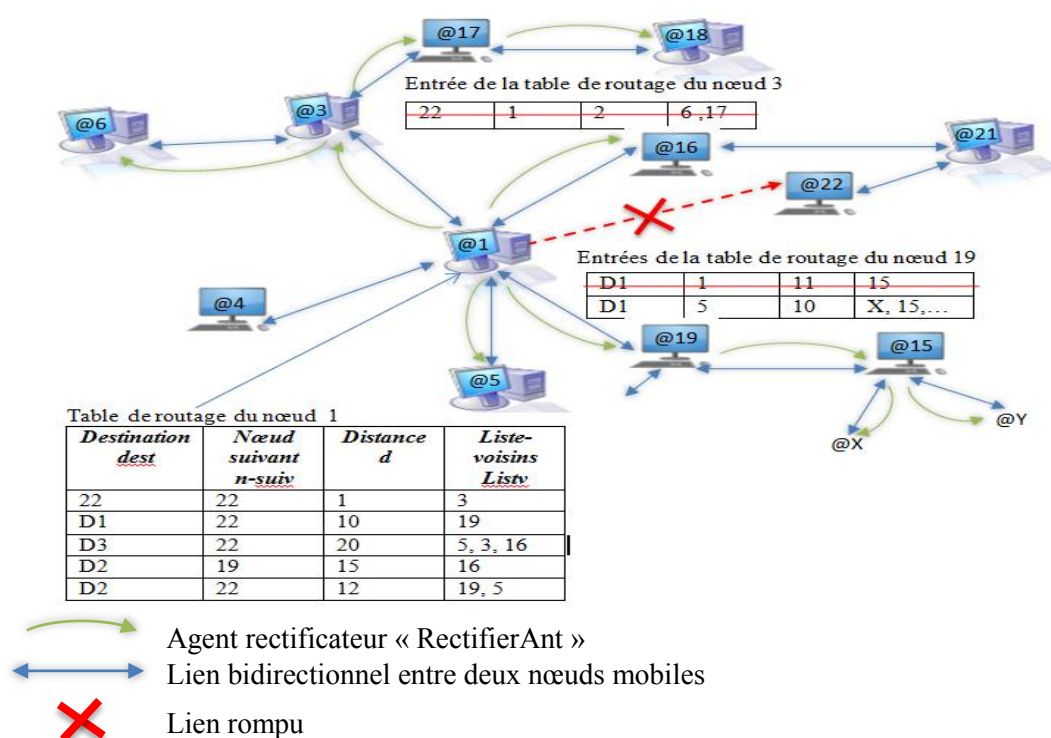 @17
@18
Entrée de la table de routage du nœud 3
22 1 2 6 ,17
@3
@6
@16
@21
@22
@1
Entrées de la table de routage du nœud 19
D1 1 11 15
D1 5 10 X, 15,...
@4
@19
@15
@5
@X
@Y
Table de routage du nœud 1
Destination dest Nœud suivant n-suiv Distance d Liste-voisins Listv
22 22 1 3
D1 22 10 19
D3 22 20 5, 3, 16
D2 19 15 16
D2 22 12 19, 5
Agent rectificateur « RectifierAnt »
Lien bidirectionnel entre deux nœuds mobiles
Lien rompu